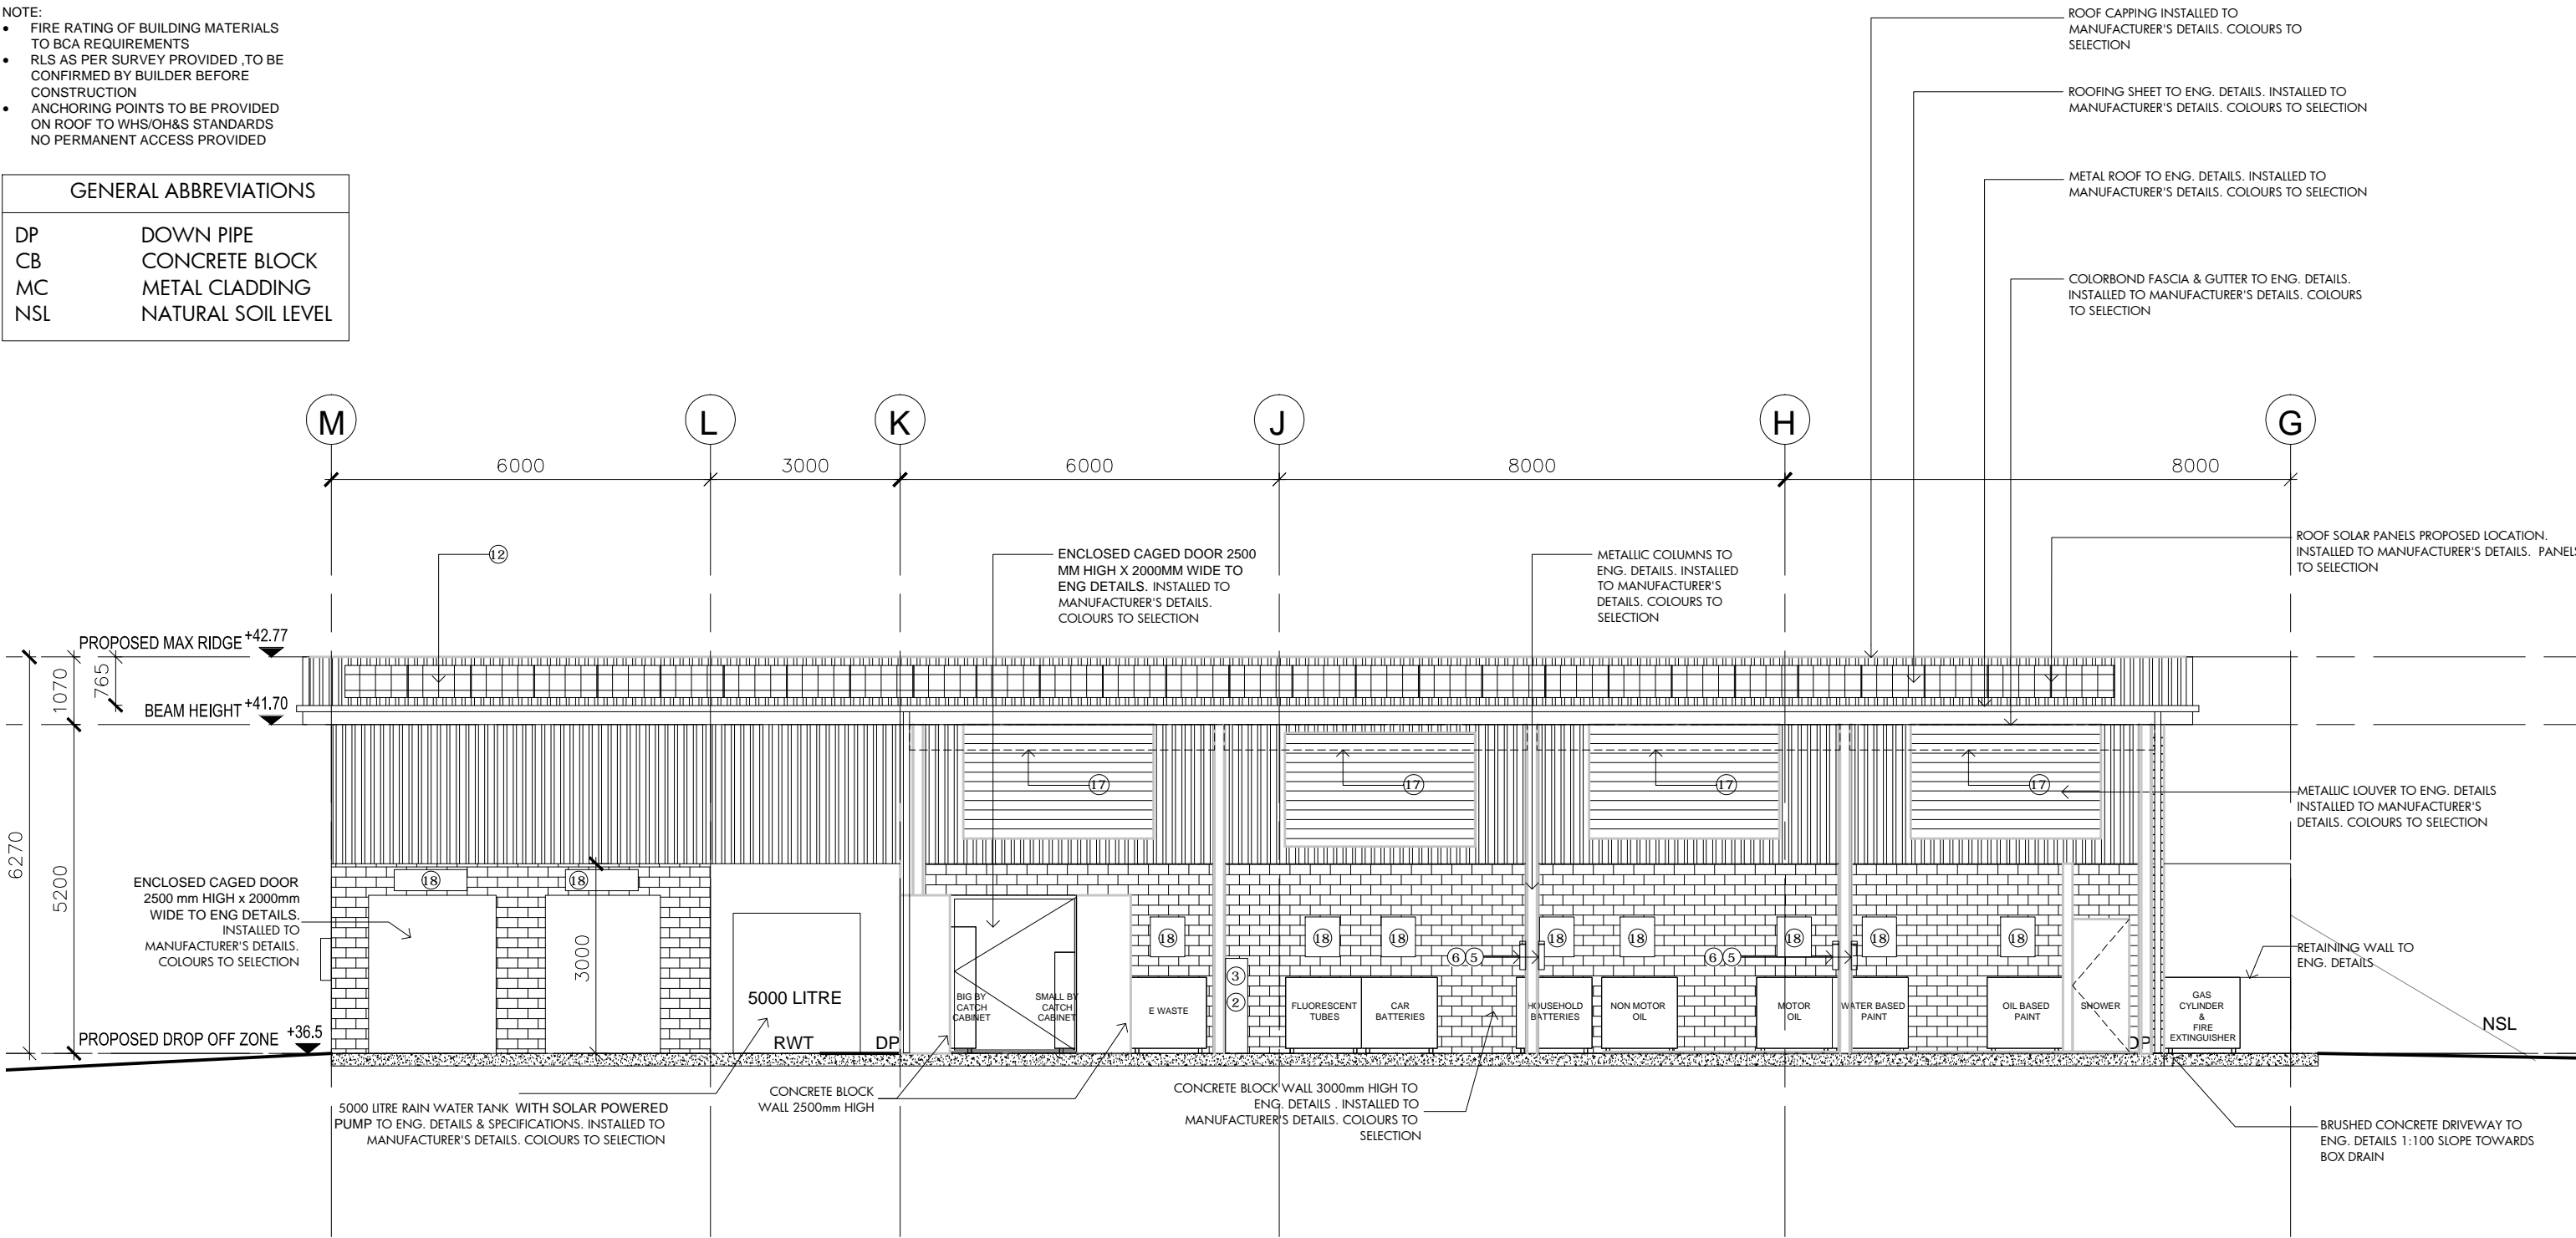 NOTE:
• FIRE RATING OF BUILDING MATERIALS
TO BCA REQUIREMENTS
• RLS AS PER SURVEY PROVIDED ,TO BE
CONFIRMED BY BUILDER BEFORE
CONSTRUCTION
• ANCHORING POINTS TO BE PROVIDED
ON ROOF TO WHS/OH&S STANDARDS
NO PERMANENT ACCESS PROVIDED
GENERAL ABBREVIATIONS
DP DOWN PIPE
CB CONCRETE BLOCK
MC METAL CLADDING
NSL NATURAL SOIL LEVEL
ROOF CAPPING INSTALLED TO
MANUFACTURER'S DETAILS. COLOURS TO
SELECTION
ROOFING SHEET TO ENG. DETAILS. INSTALLED TO
MANUFACTURER'S DETAILS. COLOURS TO SELECTION
METAL ROOF TO ENG. DETAILS. INSTALLED TO
MANUFACTURER'S DETAILS. COLOURS TO SELECTION
COLORBOND FASCIA & GUTTER TO ENG. DETAILS.
INSTALLED TO MANUFACTURER'S DETAILS. COLOURS
TO SELECTION
M L K J H G
6000 3000 6000 8000 8000
12
ENCLOSED CAGED DOOR 2500
MM HIGH X 2000MM WIDE TO
ENG DETAILS. INSTALLED TO
MANUFACTURER'S DETAILS.
COLOURS TO SELECTION
METALLIC COLUMNS TO
ENG. DETAILS. INSTALLED
TO MANUFACTURER'S
DETAILS. COLOURS TO
SELECTION
ROOF SOLAR PANELS PROPOSED LOCATION.
INSTALLED TO MANUFACTURER'S DETAILS. PANELS
TO SELECTION
PROPOSED MAX RIDGE +42.77
1070
765
BEAM HEIGHT +41.70
6270
5200
17 17 17 17
METALLIC LOUVER TO ENG. DETAILS
INSTALLED TO MANUFACTURER'S
DETAILS. COLOURS TO SELECTION
ENCLOSED CAGED DOOR
2500 mm HIGH x 2000mm
WIDE TO ENG DETAILS.
INSTALLED TO
MANUFACTURER'S DETAILS.
COLOURS TO SELECTION
18 18
3000
18 18 18 18 18 18 18 18
6 5 6 5
3
2
RETAINING WALL TO
ENG. DETAILS
5000 LITRE
RWT DP
BIG BY
CATCH
CABINET
SMALL BY
CATCH
CABINET
E WASTE
FLUORESCENT
TUBES
CAR
BATTERIES
HOUSEHOLD
BATTERIES
NON MOTOR
OIL
MOTOR
OIL
WATER BASED
PAINT
OIL BASED
PAINT
SHOWER
DP
GAS
CYLINDER
&
FIRE
EXTINGUISHER
NSL
PROPOSED DROP OFF ZONE +36.5
5000 LITRE RAIN WATER TANK WITH SOLAR POWERED
PUMP TO ENG. DETAILS & SPECIFICATIONS. INSTALLED TO
MANUFACTURER'S DETAILS. COLOURS TO SELECTION
CONCRETE BLOCK
WALL 2500mm HIGH
CONCRETE BLOCK WALL 3000mm HIGH TO
ENG. DETAILS . INSTALLED TO
MANUFACTURER'S DETAILS. COLOURS TO
SELECTION
BRUSHED CONCRETE DRIVEWAY TO
ENG. DETAILS 1:100 SLOPE TOWARDS
BOX DRAIN